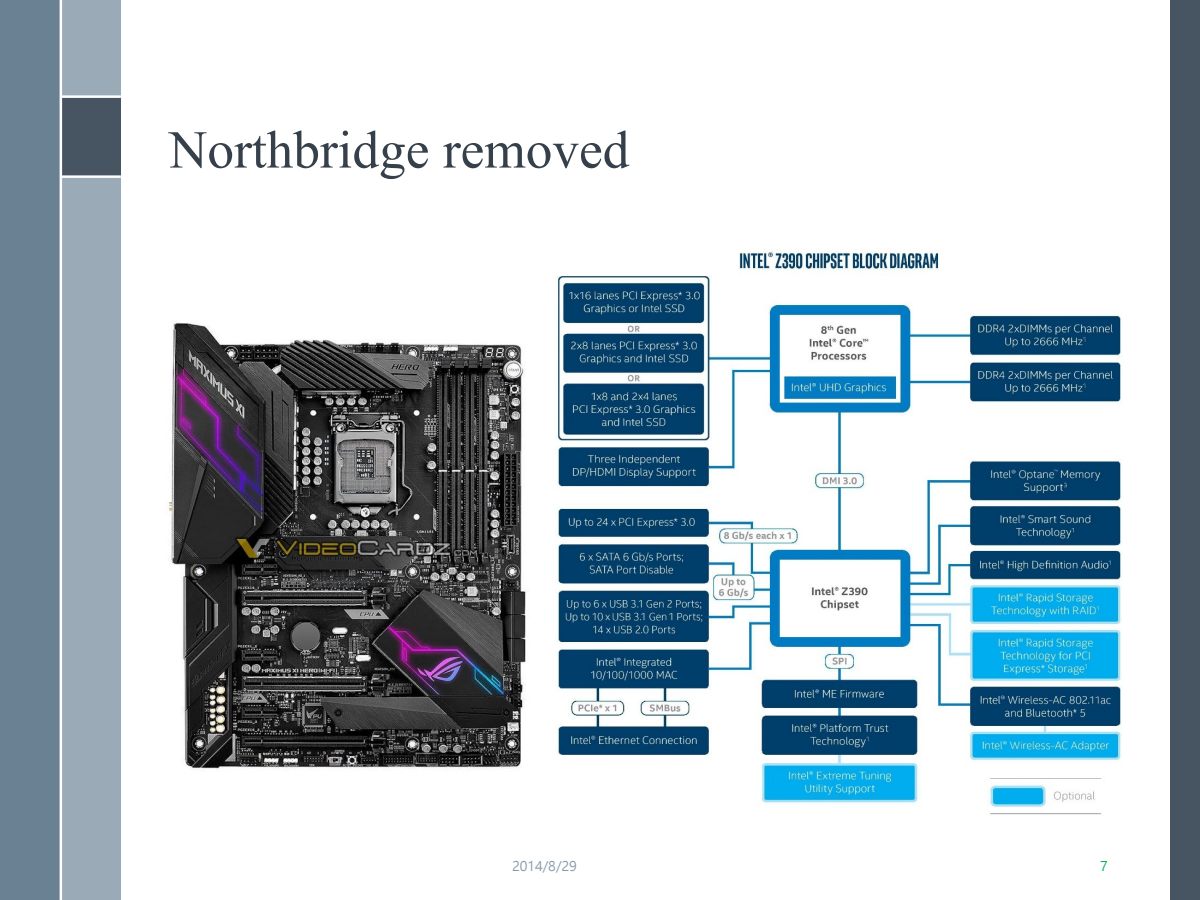 Northbridge removed
MAXIMUS XI
HERO
88
VIDEOCARDZ.COM
CPU
MAXIMUS XI HERO (WI-FI)
INTEL® Z390 CHIPSET BLOCK DIAGRAM
1x16 lanes PCI Express* 3.0
Graphics or Intel SSD
OR
2x8 lanes PCI Express* 3.0
Graphics and Intel SSD
OR
1x8 and 2x4 lanes
PCI Express* 3.0 Graphics
and Intel SSD
Three Independent
DP/HDMI Display Support
8th Gen
Intel® Core™
Processors
Intel® UHD Graphics
DDR4 2xDIMMs per Channel
Up to 2666 MHz¹
DDR4 2xDIMMs per Channel
Up to 2666 MHz¹
DMI 3.0
Up to 24 x PCI Express* 3.0
8 Gb/s each x 1
6 x SATA 6 Gb/s Ports;
SATA Port Disable
Up to
6 Gb/s
Up to 6 x USB 3.1 Gen 2 Ports;
Up to 10 x USB 3.1 Gen 1 Ports;
14 x USB 2.0 Ports
Intel® Integrated
10/100/1000 MAC
PCIe* x 1
SMBus
Intel® Ethernet Connection
Intel® Z390
Chipset
SPI
Intel® ME Firmware
Intel® Platform Trust
Technology¹
Intel® Extreme Tuning
Utility Support
Intel® Optane™ Memory
Support³
Intel® Smart Sound
Technology¹
Intel® High Definition Audio¹
Intel® Rapid Storage
Technology with RAID¹
Intel® Rapid Storage
Technology for PCI
Express* Storage¹
Intel® Wireless-AC 802.11ac
and Bluetooth* 5
Intel® Wireless-AC Adapter
Optional
2014/8/29
7